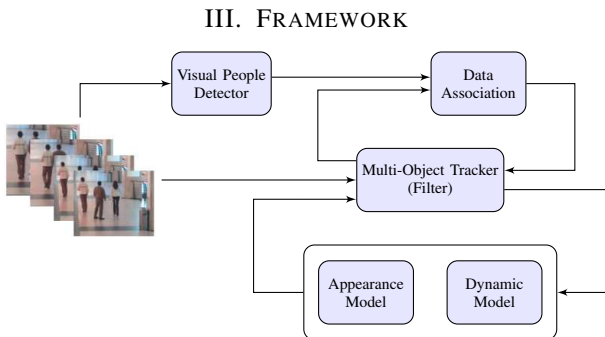 III. FRAMEWORK
Visual People
Detector
Data
Association
Multi-Object Tracker
(Filter)
Appearance
Model
Dynamic
Model